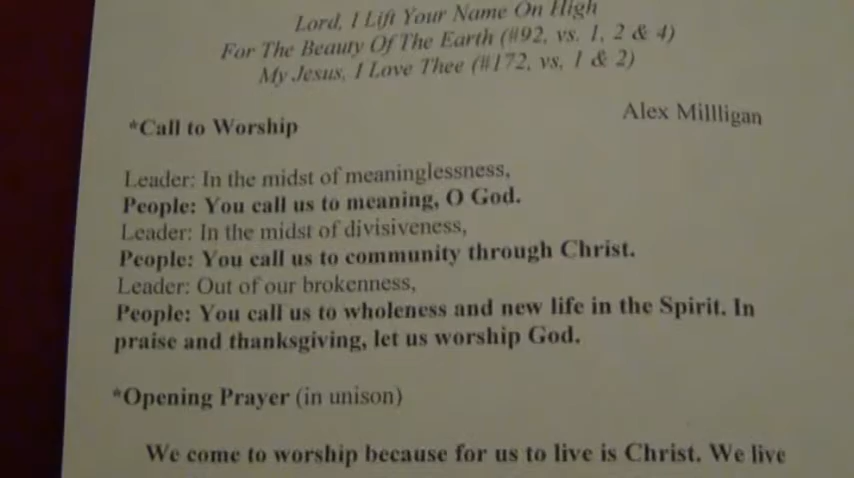 Lord, I Lift Your Name On High
For The Beauty Of The Earth (#92, vs. 1, 2 & 4)
My Jesus, I Love Thee (#172, vs. 1 & 2)
*Call to Worship Alex Millligan
Leader: In the midst of meaninglessness,
People: You call us to meaning, O God.
Leader: In the midst of divisiveness,
People: You call us to community through Christ.
Leader: Out of our brokenness,
People: You call us to wholeness and new life in the Spirit. In
praise and thanksgiving, let us worship God.
*Opening Prayer (in unison)
We come to worship because for us to live is Christ. We live